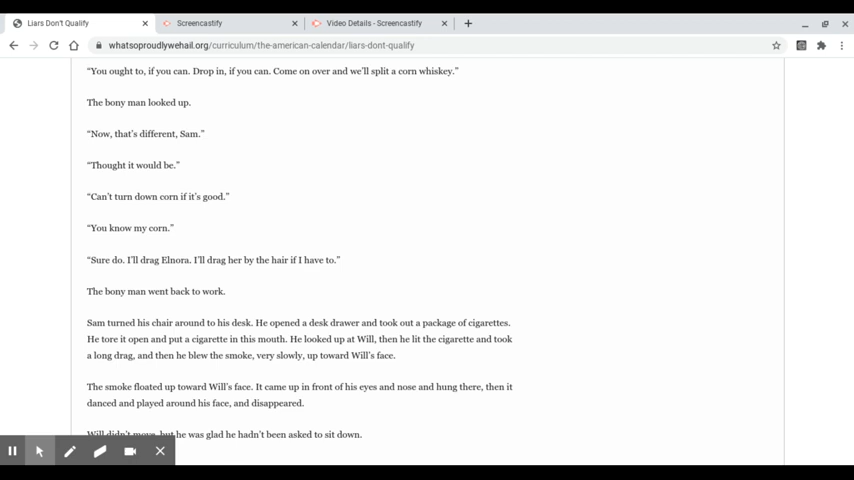 Liars Don't Qualify
Screencastify
Video Details - Screencastify
whatsoproudlywehail.org/curriculum/the-american-calendar/liars-dont-qualify
"You ought to, if you can. Drop in, if you can. Come on over and we'll split a corn whiskey."
The bony man looked up.
"Now, that's different, Sam."
"Thought it would be."
"Can't turn down corn if it's good."
"You know my corn."
"Sure do. I'll drag Elnora. I'll drag her by the hair if I have to."
The bony man went back to work.
Sam turned his chair around to his desk. He opened a desk drawer and took out a package of cigarettes.
He tore it open and put a cigarette in this mouth. He looked up at Will, then he lit the cigarette and took
a long drag, and then he blew the smoke, very slowly, up toward Will's face.
The smoke floated up toward Will's face. It came up in front of his eyes and nose and hung there, then it
danced and played around his face, and disappeared.
Will didn't move, but he was glad he hadn't been asked to sit down.